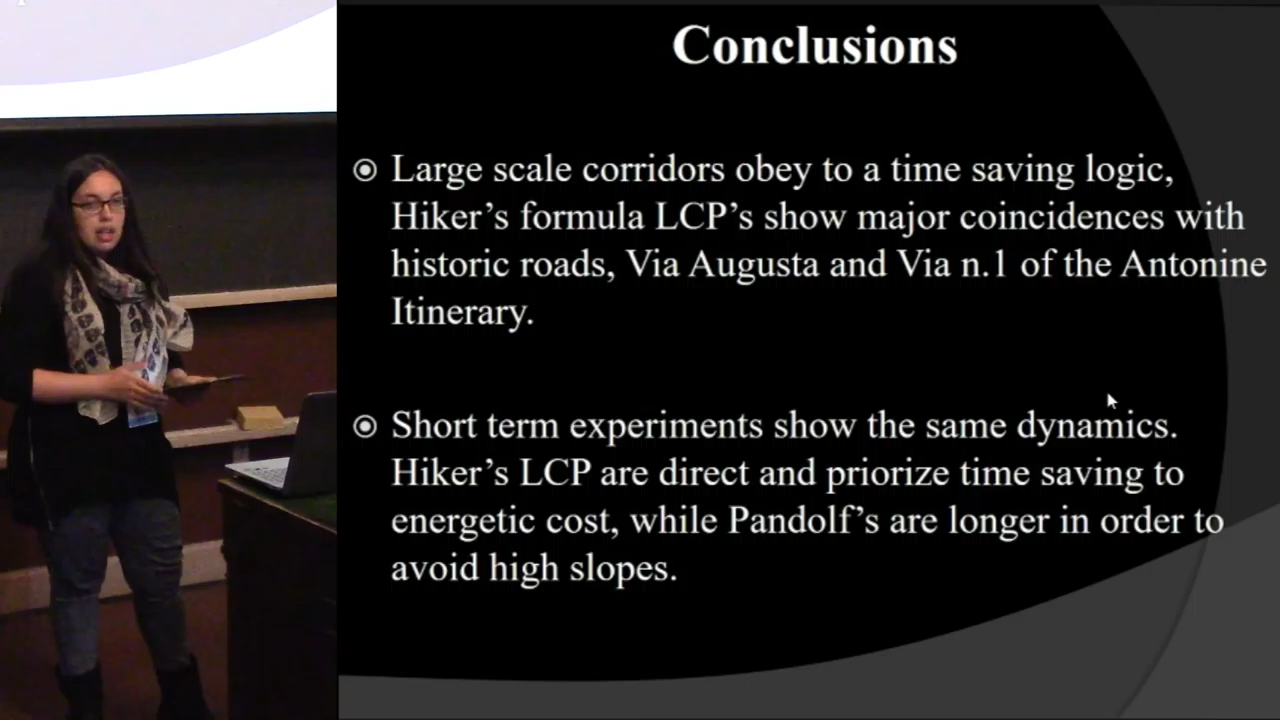 Conclusions
Large scale corridors obey to a time saving logic,
Hiker’s formula LCP’s show major coincidences with
historic roads, Via Augusta and Via n.1 of the Antonine
Itinerary.
Short term experiments show the same dynamics.
Hiker’s LCP are direct and priorize time saving to
energetic cost, while Pandolf’s are longer in order to
avoid high slopes.